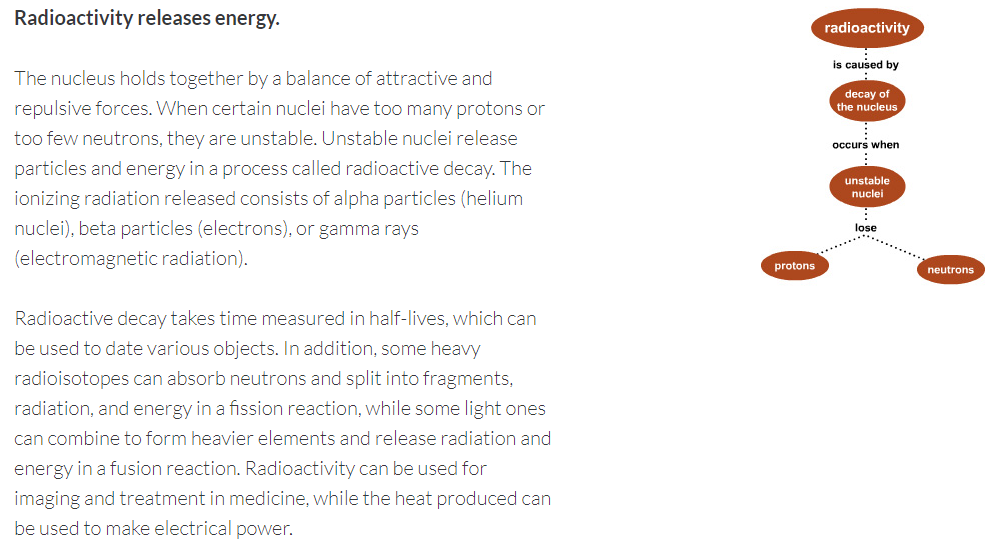 Radioactivity releases energy.
The nucleus holds together by a balance of attractive and
repulsive forces. When certain nuclei have too many protons or
too few neutrons, they are unstable. Unstable nuclei release
particles and energy in a process called radioactive decay. The
ionizing radiation released consists of alpha particles (helium
nuclei), beta particles (electrons), or gamma rays
(electromagnetic radiation).
Radioactive decay takes time measured in half-lives, which can
be used to date various objects. In addition, some heavy
radioisotopes can absorb neutrons and split into fragments,
radiation, and energy in a fission reaction, while some light ones
can combine to form heavier elements and release radiation and
energy in a fusion reaction. Radioactivity can be used for
imaging and treatment in medicine, while the heat produced can
be used to make electrical power.
radioactivity
is caused by
decay of
the nucleus
occurs when
unstable
nuclei
lose
protons
neutrons